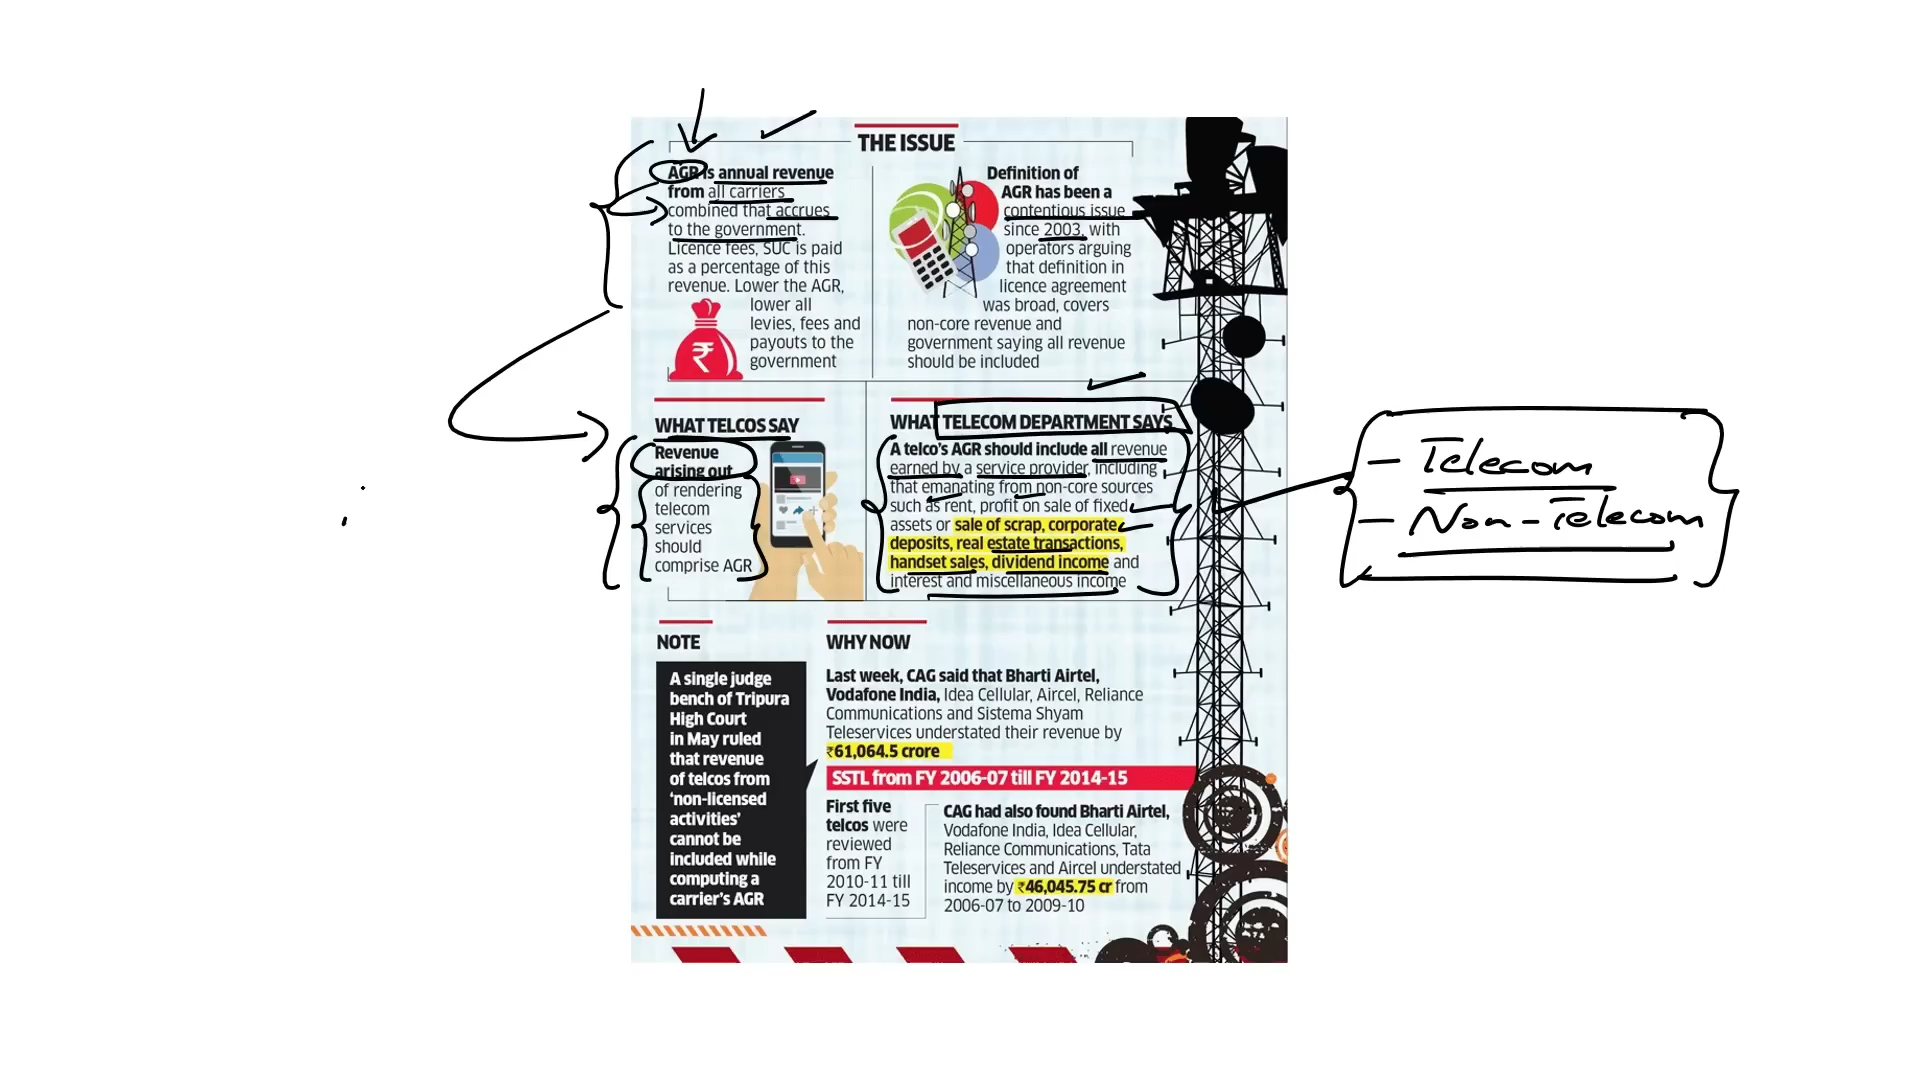 THE ISSUE
AGR is annual revenue
from all carriers
combined that accrues
to the government.
Licence fees, SUC is paid
as a percentage of this
revenue. Lower the AGR,
lower all
levies, fees and
payouts to the
government
₹
Definition of
AGR has been a
contentious issue
since 2003, with
operators arguing
that definition in
licence agreement
was broad, covers
non-core revenue and
government saying all revenue
should be included
WHAT TELCOS SAY
Revenue
arising out
of rendering
telecom
services
should
comprise AGR
WHAT TELECOM DEPARTMENT SAYS
A telco's AGR should include all revenue
earned by a service provider, including
that emanating from non-core sources
such as rent, profit on sale of fixed
assets or sale of scrap, corporate
deposits, real estate transactions,
handset sales, dividend income and
interest and miscellaneous income
- Telecom
- Non-Telecom
NOTE
A single judge
bench of Tripura
High Court
in May ruled
that revenue
of telcos from
‘non-licensed
activities’
cannot be
included while
computing a
carrier's AGR
WHY NOW
Last week, CAG said that Bharti Airtel,
Vodafone India, Idea Cellular, Aircel, Reliance
Communications and Sistema Shyam
Teleservices understated their revenue by
₹61,064.5 crore
SSTL from FY 2006-07 till FY 2014-15
First five
telcos were
reviewed
from FY
2010-11 till
FY 2014-15
CAG had also found Bharti Airtel,
Vodafone India, Idea Cellular,
Reliance Communications, Tata
Teleservices and Aircel understated
income by ₹46,045.75 cr from
2006-07 to 2009-10